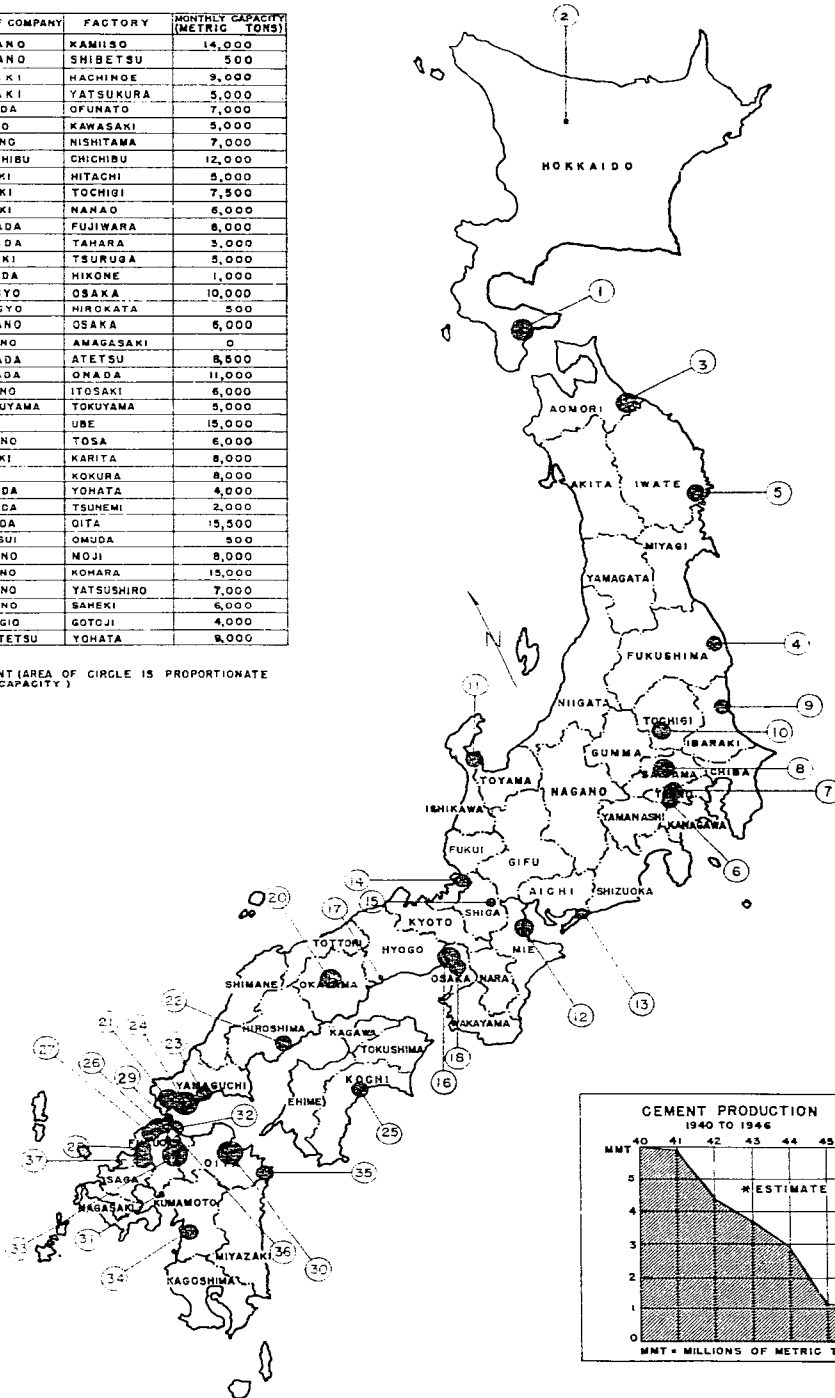 F COMPANY FACTORY MONTHLY CAPACITY (METRIC TONS)
ANO KAMIISO 14,000
ANO SHIBETSU 500
AKI HACHINOE 9,000
AKI YATSUKURA 5,000
DA OFUNATO 7,000
O KAWASAKI 5,000
NG NISHITAMA 7,000
HIBU CHICHIBU 12,000
KI HITACHI 5,000
KI TOCHIGI 7,500
KI NANAO 6,000
ADA FUJIWARA 8,000
ADA TAHARA 3,000
KI TSURUGA 5,000
DA HIKONE 1,000
GYO OSAKA 10,000
GYO HIROKATA 500
ANO OSAKA 6,000
NO AMAGASAKI 0
ADA ATETSU 8,500
ADA ONADA 11,000
NO ITOSAKI 6,000
UYAMA TOKUYAMA 5,000
UBE 15,000
NO TOSA 6,000
KI KARITA 8,000
KOKURA 8,000
DA YOHATA 4,000
DA TSUNEMI 2,000
DA OITA 15,500
SUI OMUDA 500
NO MOJI 8,000
NO KOHARA 15,000
NO YATSUSHIRO 7,000
NO SAHEKI 6,000
GIO GOTOJI 4,000
TETSU YOHATA 9,000
NT (AREA OF CIRCLE IS PROPORTIONATE
CAPACITY)
2
HOKKAIDO
1
3
AOMORI
AKITA IWATE
5
MIYAGI
YAMAGATA
N
FUKUSHIMA
4
11
NIIGATA
9
TOCHIGI
10
IBARAKI
GUMMA
8
SAITAMA CHIBA
TOYAMA
NAGANO
7
ISHIKAWA
YAMANASHI
KANAGAWA
FUKUI
GIFU
6
14
AICHI SHIZUOKA
20
15
17
SHIGA
KYOTO
TOTTORI
HYOGO
MIE
SHIMANE OKAYAMA
OSAKA NARA
22
13
12
21
24
HIROSHIMA
KAGAWA
WAKAYAMA
27
23
TOKUSHIMA
18
26
16
YAMAGUCHI
KOCHI
29
EHIME
32
25
28
FUKUOKA
37
OITA
35
SAGA
NAGASAKI KUMAMOTO
33
31
36
MIYAZAKI
34
30
KAGOSHIMA
CEMENT PRODUCTION
1940 TO 1946
40 41 42 43 44 45
MMT
5
* ESTIMATE
4
3
2
1
0
MMT = MILLIONS OF METRIC T